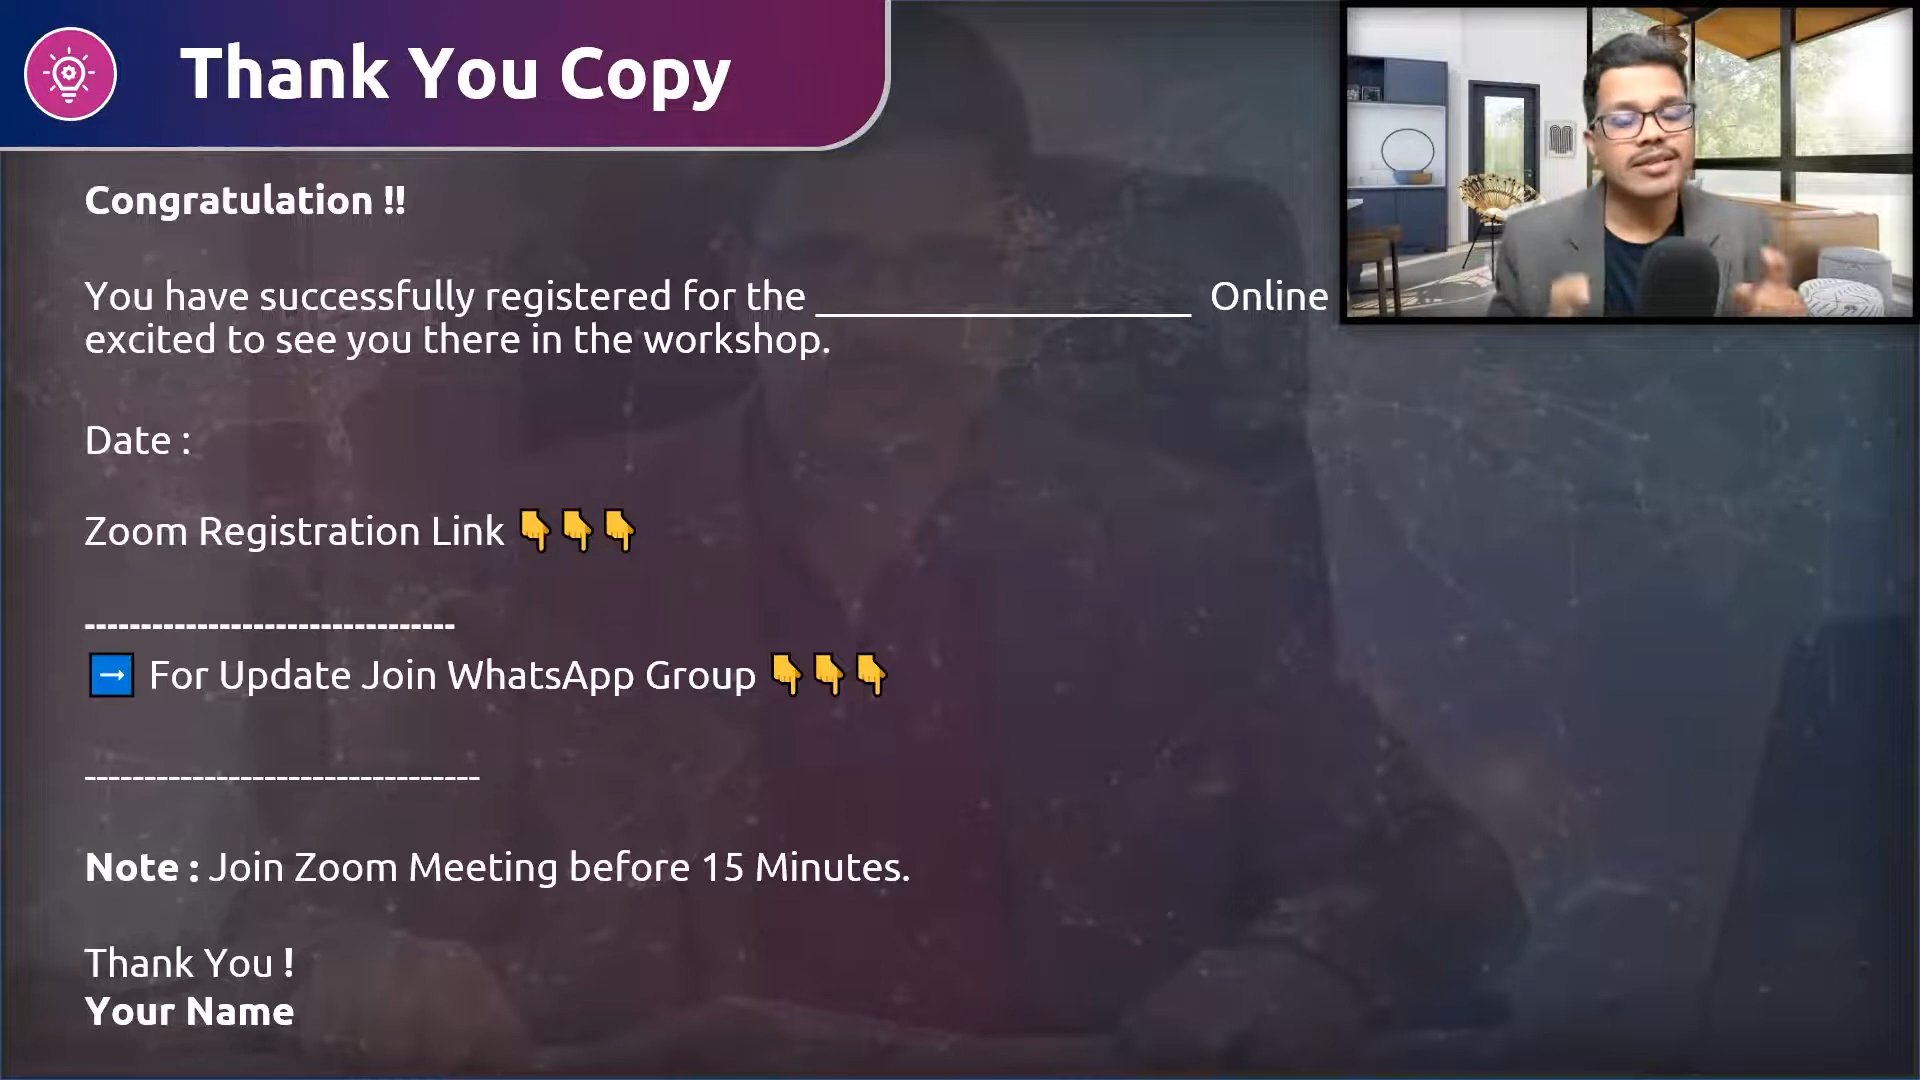 Thank You Copy
Congratulation !!
You have successfully registered for the _________________ Online
excited to see you there in the workshop.
Date :
Zoom Registration Link 👇👇👇
---------------------------------
➡️ For Update Join WhatsApp Group 👇👇👇
---------------------------------
Note : Join Zoom Meeting before 15 Minutes.
Thank You !
Your Name